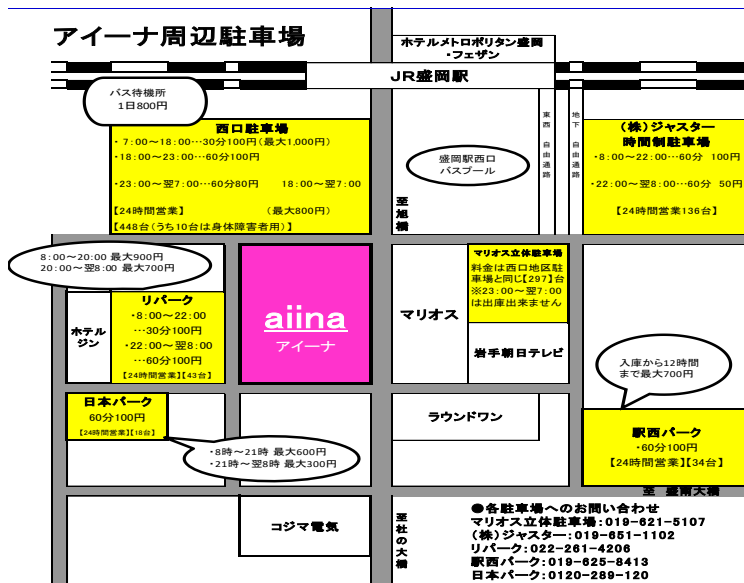 アイーナ周辺駐車場
ホテルメトロポリタン盛岡
・フェザン
JR盛岡駅
バス待機所
1日800円
西口駐車場
・7:00～18:00…30分100円(最大1,000円)
・18:00～23:00…60分100円
・23:00～翌7:00…60分80円 18:00～翌7:00
【24時間営業】 (最大800円)
【448台(うち10台は身体障害者用)】
盛岡駅西口
バスプール
至旭橋
東西自由通路
地下自由通路
(株)ジャスター
時間制駐車場
・8:00～22:00…60分 100円
・22:00～翌8:00…60分 50円
【24時間営業136台】
8:00～20:00 最大900円
20:00～翌8:00 最大700円
ホテル
ジン
リパーク
・8:00～22:00
…30分100円
・22:00～翌8:00
…60分100円
【24時間営業】【43台】
aiina
アイーナ
マリオス
マリオス立体駐車場
料金は西口地区駐
車場と同じ【297】台
※23:00～翌7:00
は出庫出来ません
岩手朝日テレビ
入庫から12時間
まで最大700円
日本パーク
60分100円
【24時間営業】【18台】
・8時～21時 最大600円
・21時～翌8時 最大300円
ラウンドワン
駅西パーク
・60分100円
【24時間営業】【34台】
至 盛南大橋
コジマ電気
至杜の大橋
●各駐車場へのお問い合わせ
マリオス立体駐車場:019-621-5107
(株)ジャスター:019-651-1102
リパーク:022-261-4206
駅西パーク:019-625-8413
日本パーク:0120-289-120